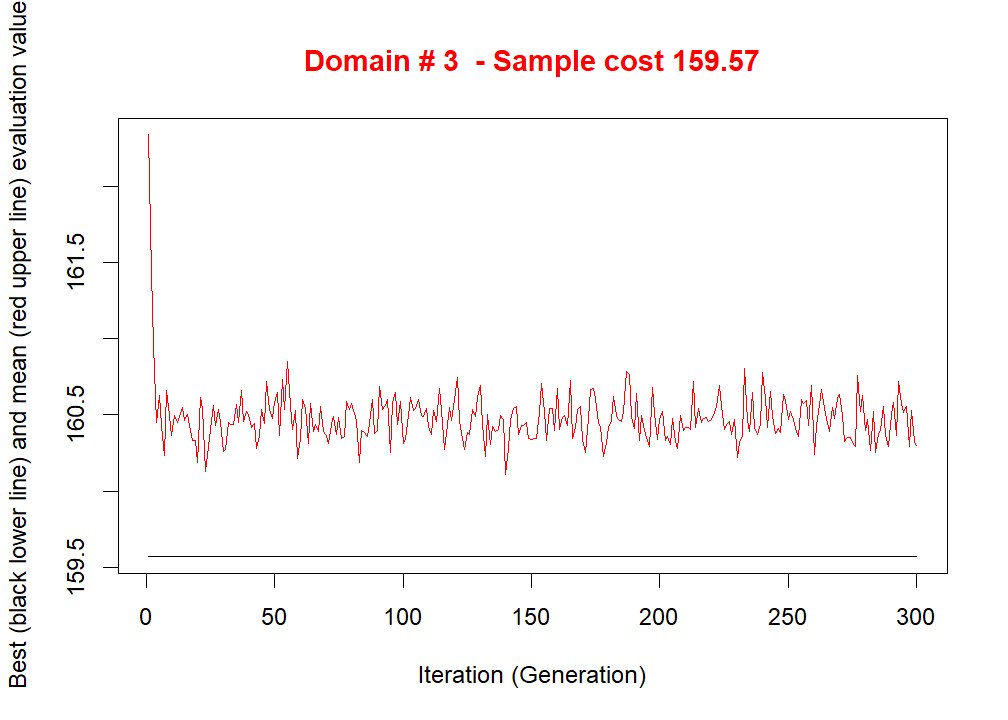 Domain # 3  - Sample cost 159.57
Best (black lower line) and mean (red upper line) evaluation value
161.5
160.5
159.5
0 50 100 150 200 250 300
Iteration (Generation)